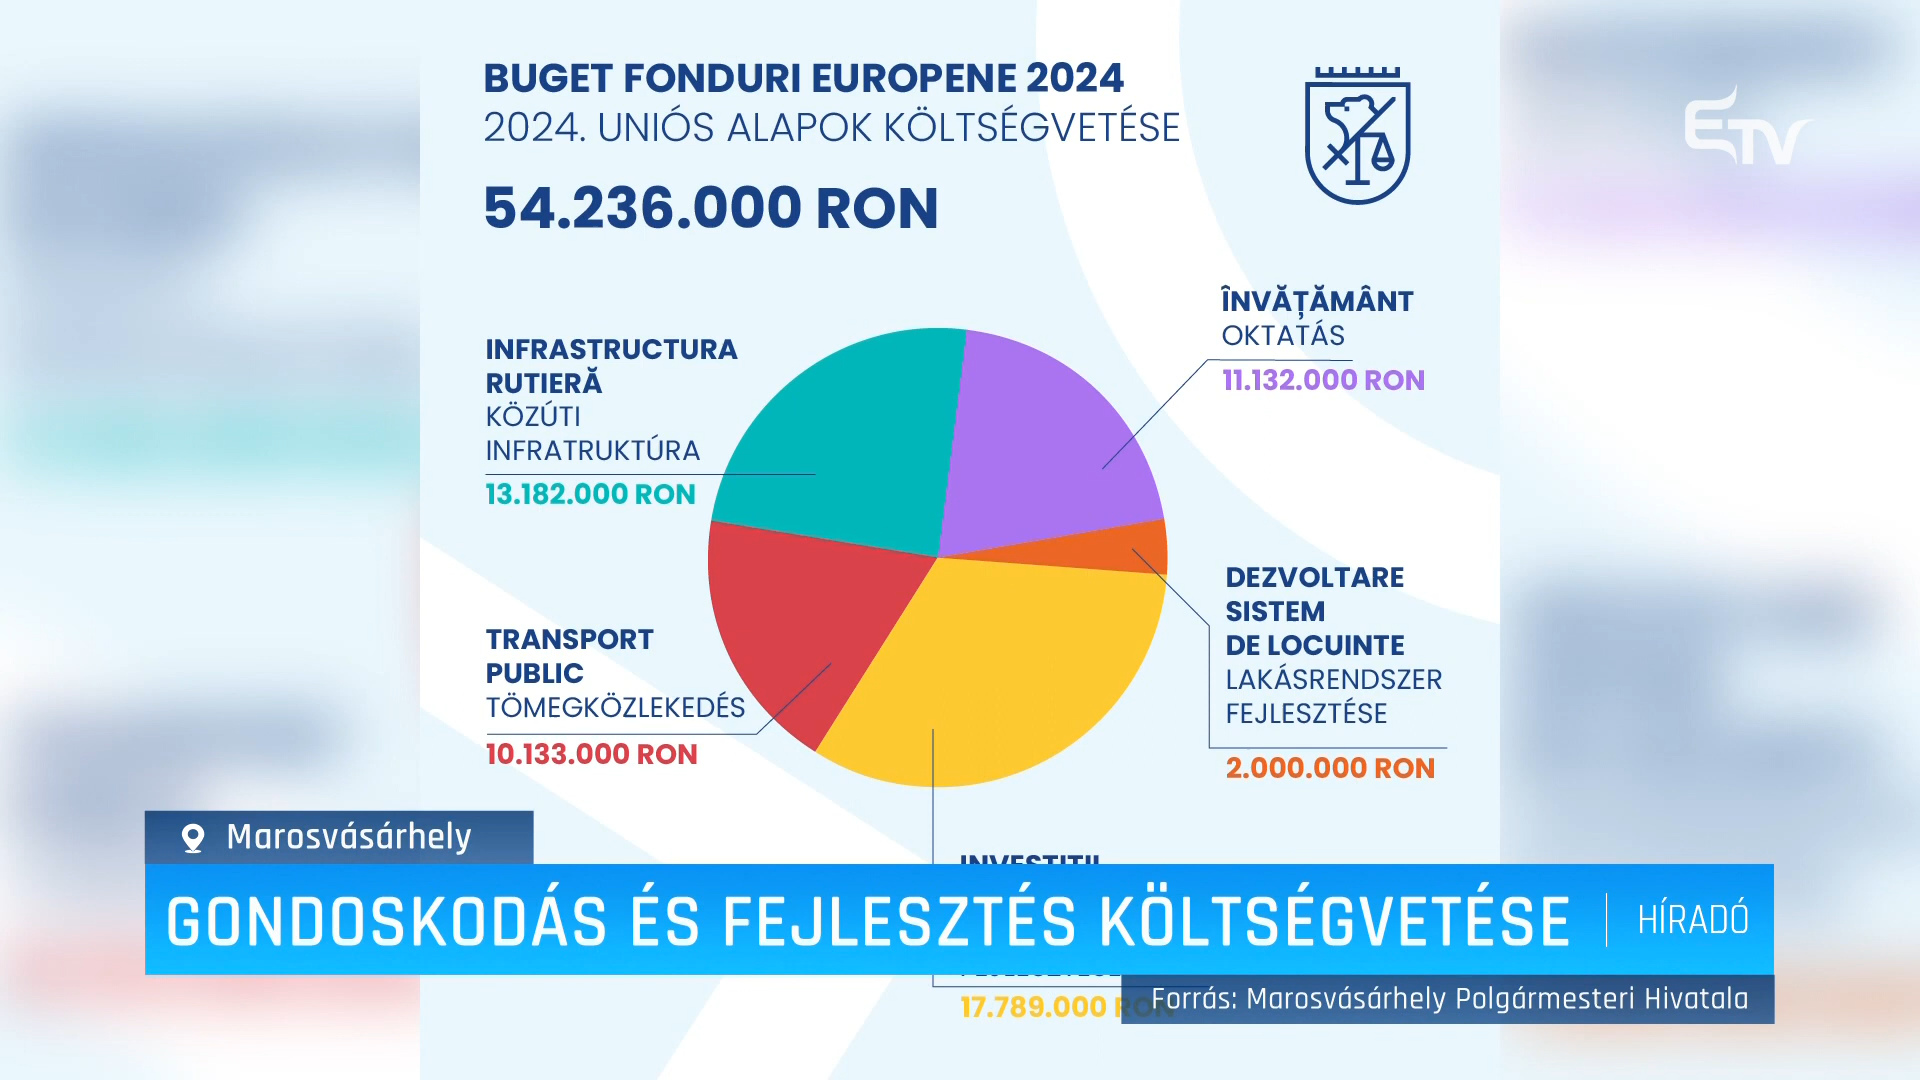 BUGET FONDURI EUROPENE 2024
2024. UNIÓS ALAPOK KÖLTSÉGVETÉSE
54.236.000 RON
ETV
ÎNVĂȚĂMÂNT
OKTATÁS
11.132.000 RON
INFRASTRUCTURA
RUTIERĂ
KÖZÚTI
INFRATRUKTÚRA
13.182.000 RON
DEZVOLTARE
SISTEM
DE LOCUINTE
LAKÁSRENDSZER
FEJLESZTÉSE
2.000.000 RON
TRANSPORT
PUBLIC
TÖMEGKÖZLEKEDÉS
10.133.000 RON
17.789.000 RON
Marosvásárhely
GONDOSKODÁS ÉS FEJLESZTÉS KÖLTSÉGVETÉSE
HÍRADÓ
Forrás: Marosvásárhely Polgármesteri Hivatala